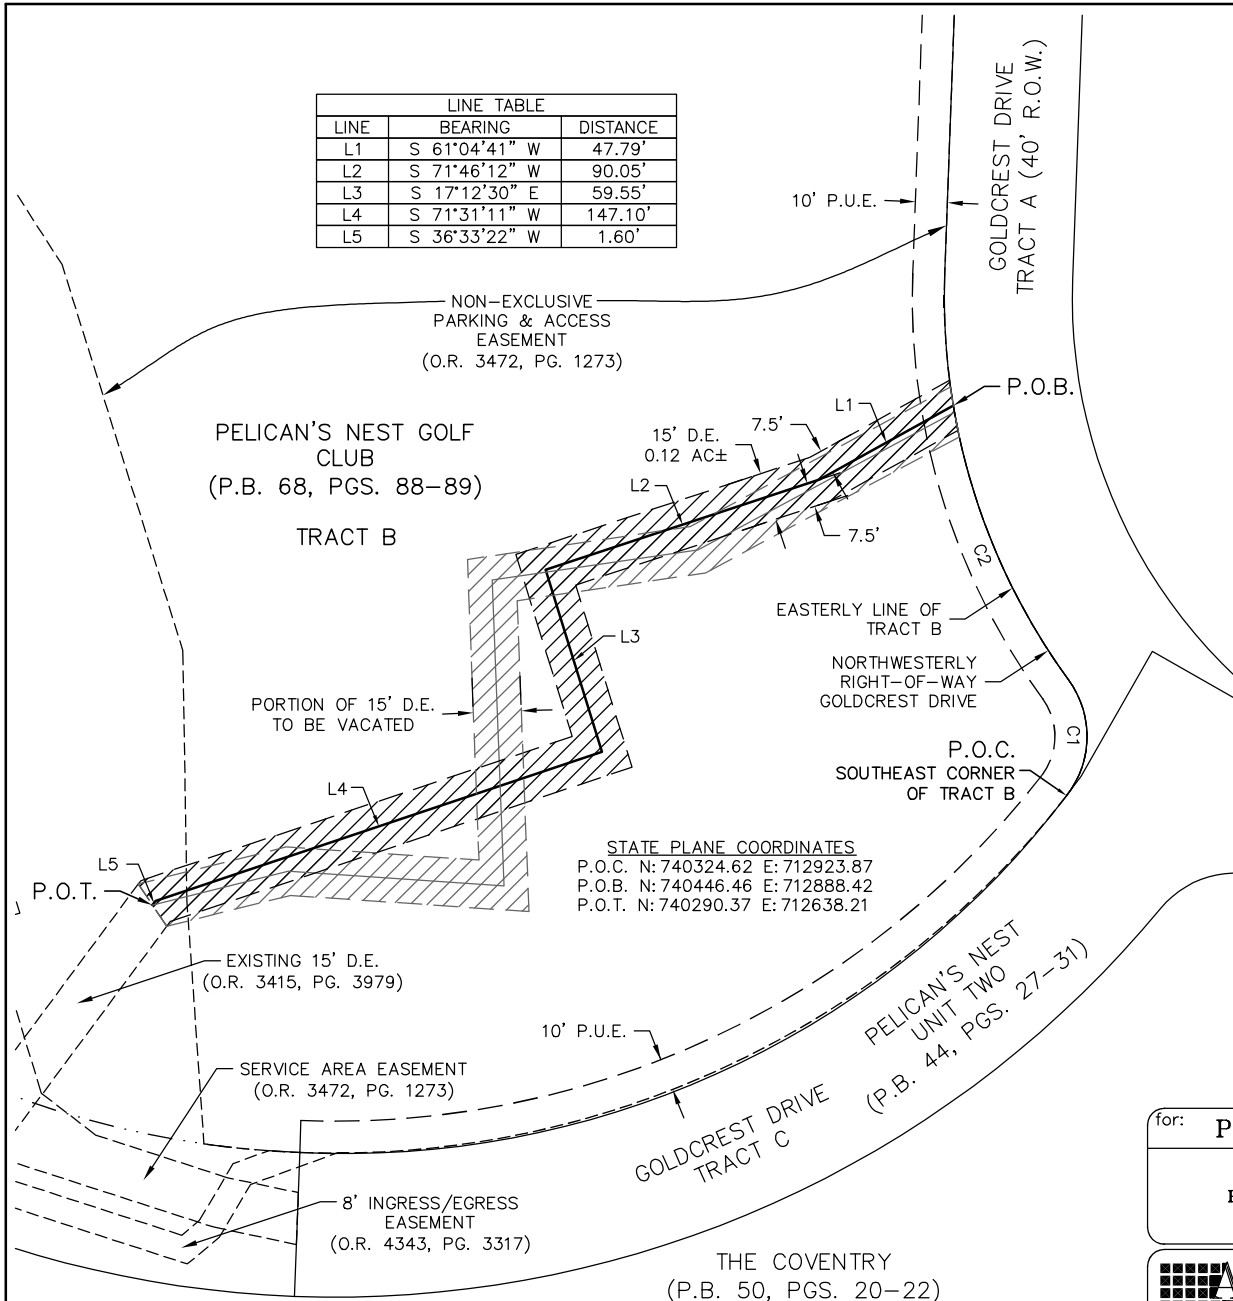 LINE TABLE
LINE BEARING DISTANCE
L1 S 61°04'41" W 47.79'
L2 S 71°46'12" W 90.05'
L3 S 17°12'30" E 59.55'
L4 S 71°31'11" W 147.10'
L5 S 36°33'22" W 1.60'
GOLDCREST DRIVE
TRACT A (40' R.O.W.)
10' P.U.E.
NON-EXCLUSIVE
PARKING & ACCESS
EASEMENT
(O.R. 3472, PG. 1273)
P.O.B.
L1
7.5'
15' D.E.
0.12 AC±
L2
7.5'
PELICAN'S NEST GOLF
CLUB
(P.B. 68, PGS. 88-89)
TRACT B
C2
EASTERLY LINE OF
TRACT B
L3
NORTHWESTERLY
RIGHT-OF-WAY
GOLDCREST DRIVE
PORTION OF 15' D.E.
TO BE VACATED
C1
P.O.C.
SOUTHEAST CORNER
OF TRACT B
L4
STATE PLANE COORDINATES
P.O.C. N: 740324.62 E: 712923.87
P.O.B. N: 740446.46 E: 712888.42
P.O.T. N: 740290.37 E: 712638.21
L5
P.O.T.
EXISTING 15' D.E.
(O.R. 3415, PG. 3979)
PELICAN'S NEST
UNIT TWO
(P.B. 44, PGS. 27-31)
10' P.U.E.
SERVICE AREA EASEMENT
(O.R. 3472, PG. 1273)
GOLDCREST DRIVE
TRACT C
8' INGRESS/EGRESS
EASEMENT
(O.R. 4343, PG. 3317)
THE COVENTRY
(P.B. 50, PGS. 20-22)
for: P